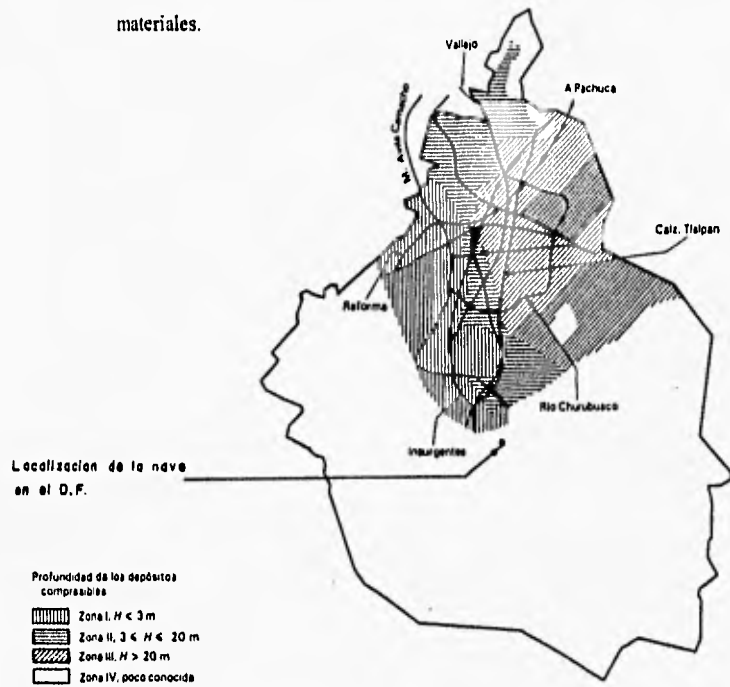 materiales.
Vallejo
A Pachuca
M. Avila Camacho
Calz. Tlalpan
Reforma
Río Churubusco
Insurgentes
Localizacion de la nave
en el D.F.
Profundidad de los depósitos
compresibles
Zona I, H < 3 m
Zona II, 3 ≤ H ≤ 20 m
Zona III, H > 20 m
Zona IV, poco conocida